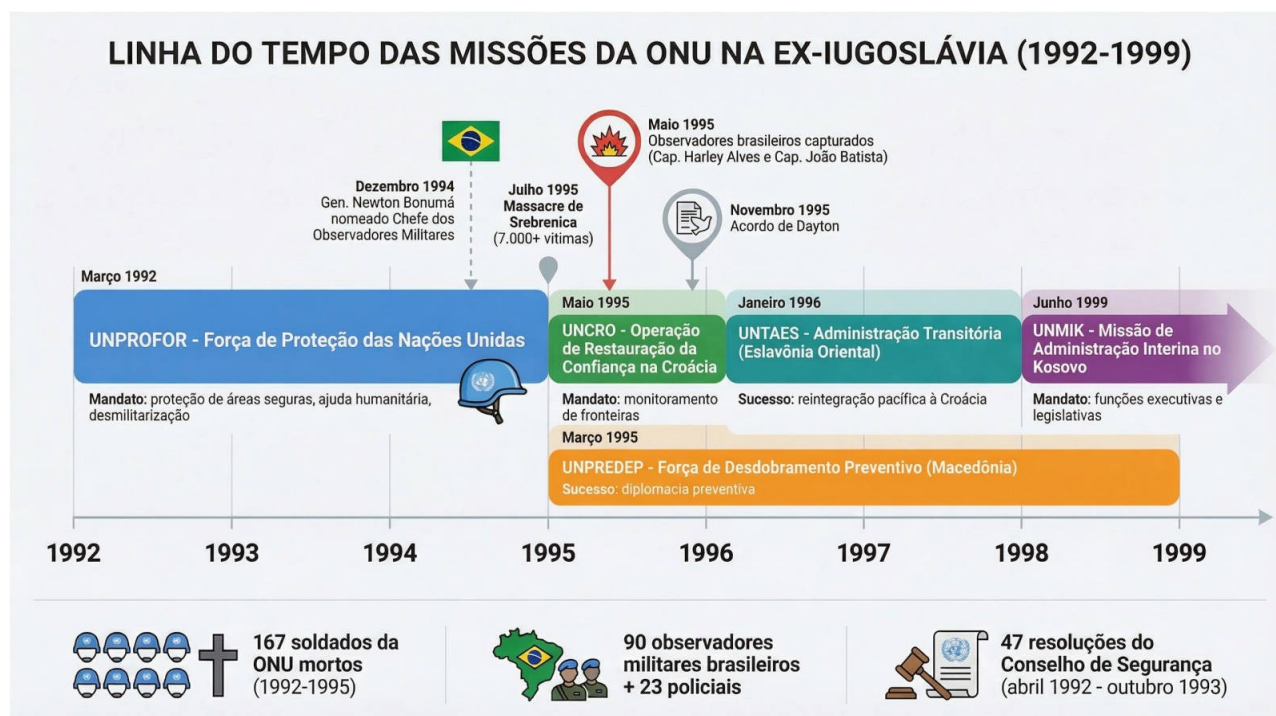 LINHA DO TEMPO DAS MISSÕES DA ONU NA EX-IUGOSLÁVIA (1992-1999)
Maio 1995
Observadores brasileiros capturados
(Cap. Harley Alves e Cap. João Batista)
Dezembro 1994
Gen. Newton Bonumá
nomeado Chefe dos
Observadores Militares
Julho 1995
Massacre de
Srebrenica
(7.000+ vitimas)
Novembro 1995
Acordo de Dayton
Março 1992
UNPROFOR - Força de Proteção das Nações Unidas
Mandato: proteção de áreas seguras, ajuda humanitária,
desmilitarização
Maio 1995
UNCRO - Operação
de Restauração da
Confiança na Croácia
Mandato: monitoramento
de fronteiras
Janeiro 1996
UNTAES - Administração Transitória
(Eslavônia Oriental)
Sucesso: reintegração pacífica à Croácia
Junho 1999
UNMIK - Missão de
Administração Interina no
Kosovo
Mandato: funções executivas e
legislativas
Março 1995
UNPREDEP - Força de Desdobramento Preventivo (Macedônia)
Sucesso: diplomacia preventiva
1992
1993
1994
1995
1996
1997
1998
1999
167 soldados da
ONU mortos
(1992-1995)
90 observadores
militares brasileiros
+ 23 policiais
47 resoluções do
Conselho de Segurança
(abril 1992 - outubro 1993)